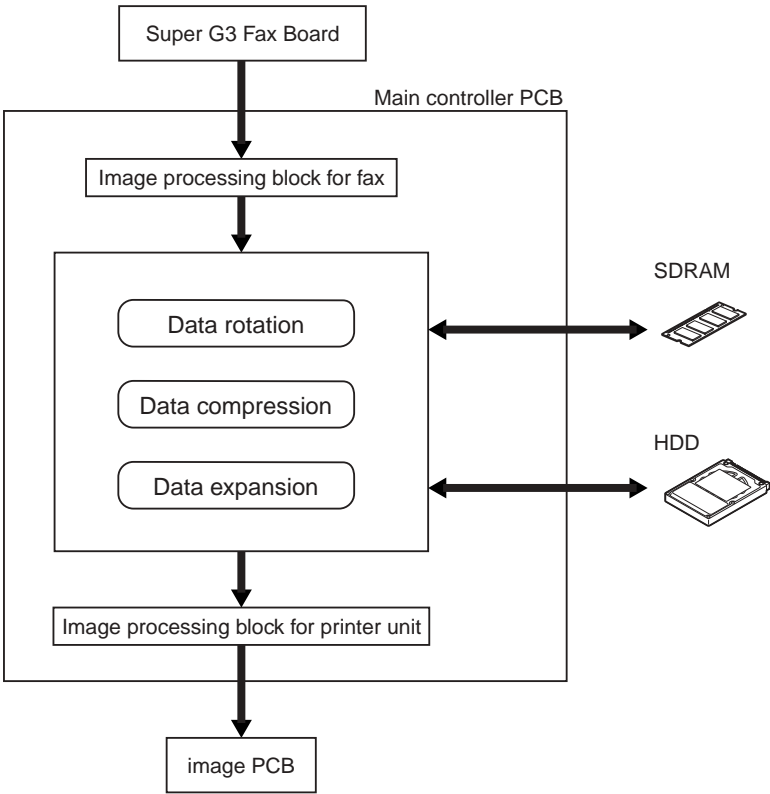 Super G3 Fax Board
Main controller PCB
Image processing block for fax
SDRAM
Data rotation
Data compression
HDD
Data expansion
Image processing block for printer unit
image PCB